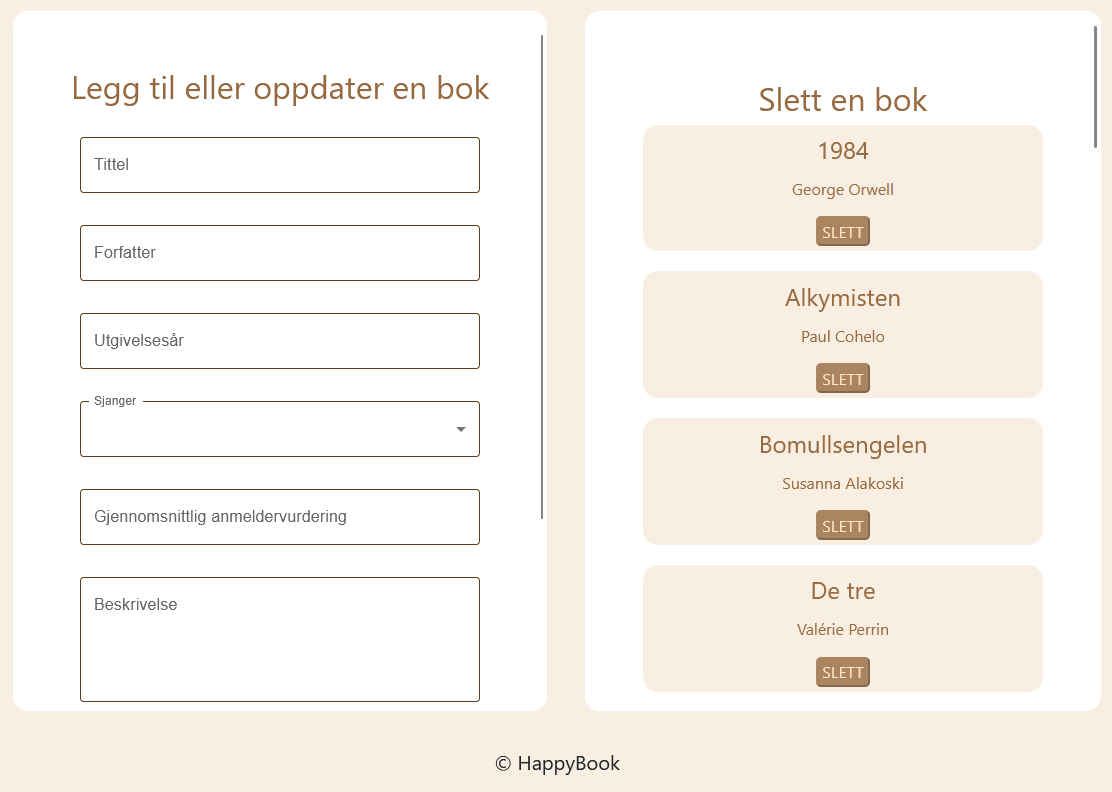 Legg til eller oppdater en bok
Tittel
Forfatter
Utgivelsesår
Sjanger
Gjennomsnittlig anmeldervurdering
Beskrivelse
Slett en bok
1984
George Orwell
SLETT
Alkymisten
Paul Cohelo
SLETT
Bomullsengelen
Susanna Alakoski
SLETT
De tre
Valérie Perrin
SLETT
© HappyBook